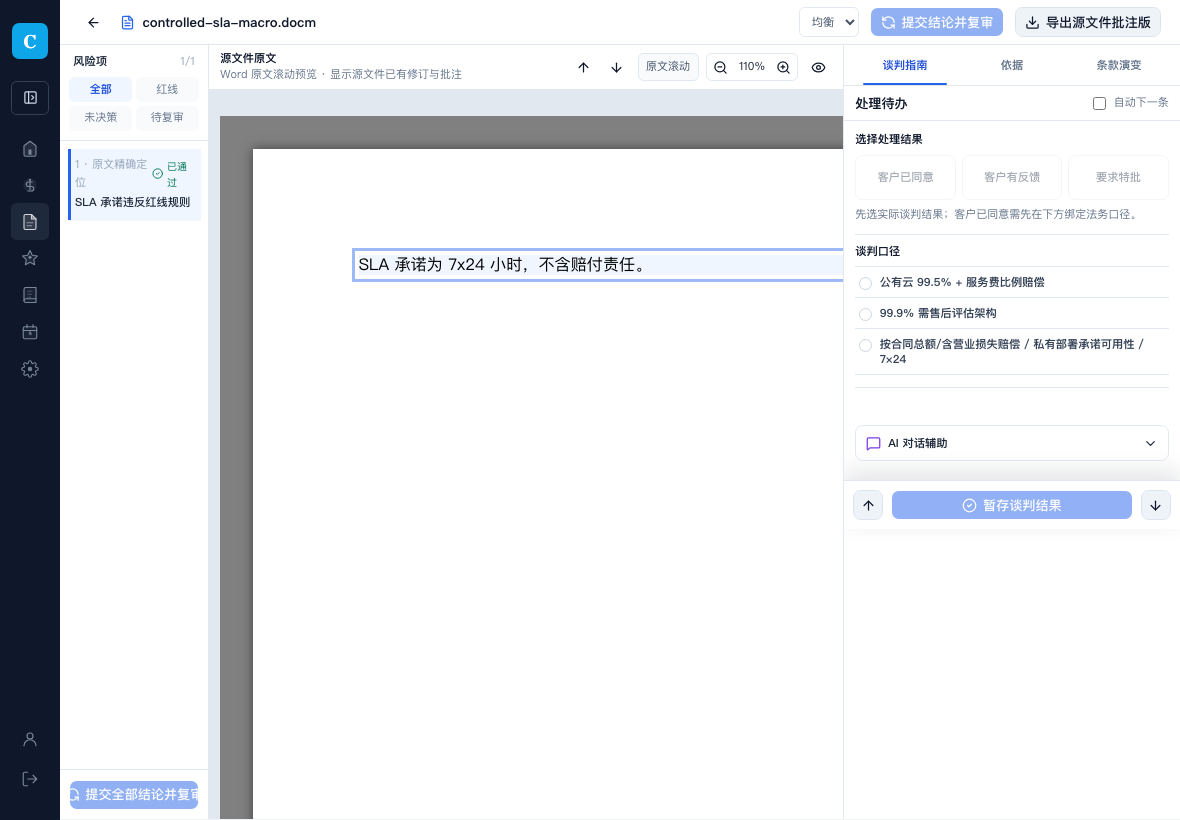 C
controlled-sla-macro.docm
均衡
提交结论并复审
导出源文件批注版
风险项
1/1
全部
红线
未决策
待复审
1 · 原文精确定位
已通过
SLA 承诺违反红线规则
提交全部结论并复审
源文件原文
Word 原文滚动预览 · 显示源文件已有修订与批注
原文滚动
110%
SLA 承诺为 7x24 小时，不含赔付责任。
谈判指南
依据
条款演变
处理待办
自动下一条
选择处理结果
客户已同意
客户有反馈
要求特批
先选实际谈判结果；客户已同意需先在下方绑定法务口径。
谈判口径
公有云 99.5% + 服务费比例赔偿
99.9% 需售后评估架构
按合同总额/含营业损失赔偿 / 私有部署承诺可用性 /
7×24
AI 对话辅助
暂存谈判结果